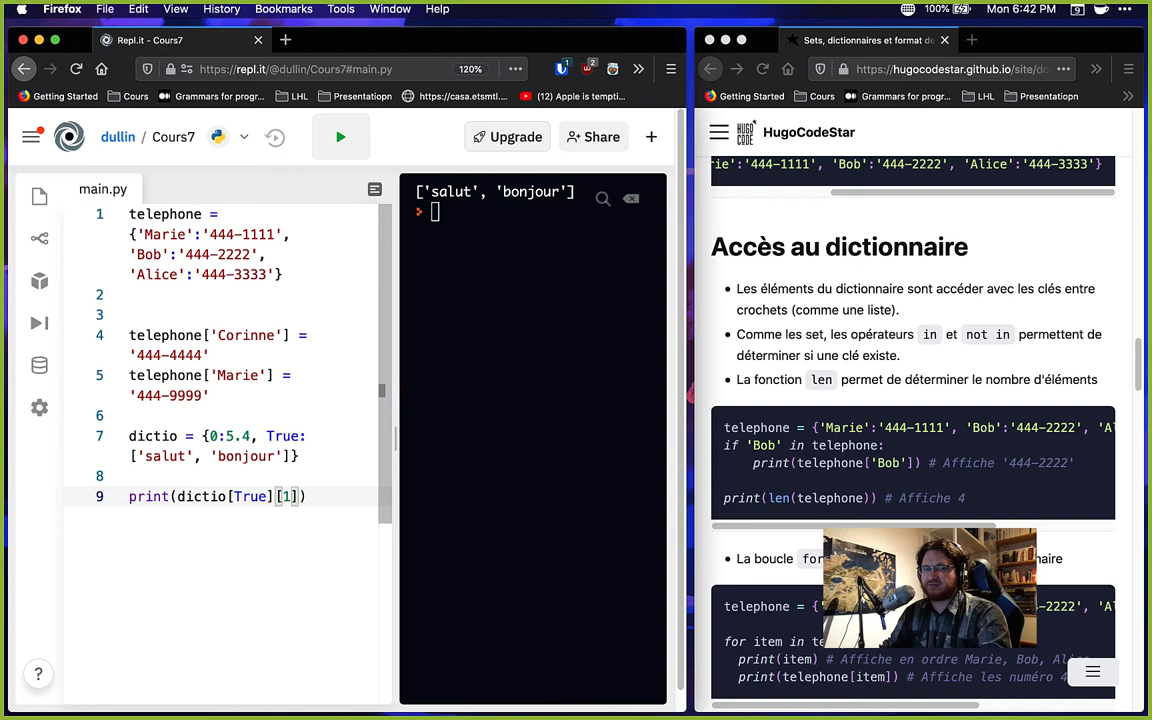 Firefox File Edit View History Bookmarks Tools Window Help 100% Mon 6:42 PM
Repl.it - Cours7
https://repl.it/@dullin/Cours7#main.py 120%
Getting Started Cours Grammars for progr... LHL Presentatiopn https://casa.etsmtl... (12) Apple is tempti...
dullin / Cours7 Upgrade Share
main.py
1 telephone =
{'Marie':'444-1111',
'Bob':'444-2222',
'Alice':'444-3333'}
2
3
4 telephone['Corinne'] =
'444-4444'
5 telephone['Marie'] =
'444-9999'
6
7 dictio = {0:5.4, True:
['salut', 'bonjour']}
8
9 print(dictio[True][1])
?
['salut', 'bonjour']
Sets, dictionnaires et format de
https://hugocodestar.github.io/site/do
Getting Started Cours Grammars for progr... LHL Presentatiopn
HUGO CODE HugoCodeStar
rie':'444-1111', 'Bob':'444-2222', 'Alice':'444-3333'}
Accès au dictionnaire
Les éléments du dictionnaire sont accéder avec les clés entre
crochets (comme une liste).
Comme les set, les opérateurs in et not in permettent de
déterminer si une clé existe.
La fonction len permet de déterminer le nombre d'éléments
telephone = {'Marie':'444-1111', 'Bob':'444-2222', 'Al
if 'Bob' in telephone:
print(telephone['Bob']) # Affiche '444-2222'
print(len(telephone)) # Affiche 4
La boucle for naire
telephone = {' -2222', 'Al
for item in te
print(item) # Affiche en ordre Marie, Bob, Ali
print(telephone[item]) # Affiche les numéro 4